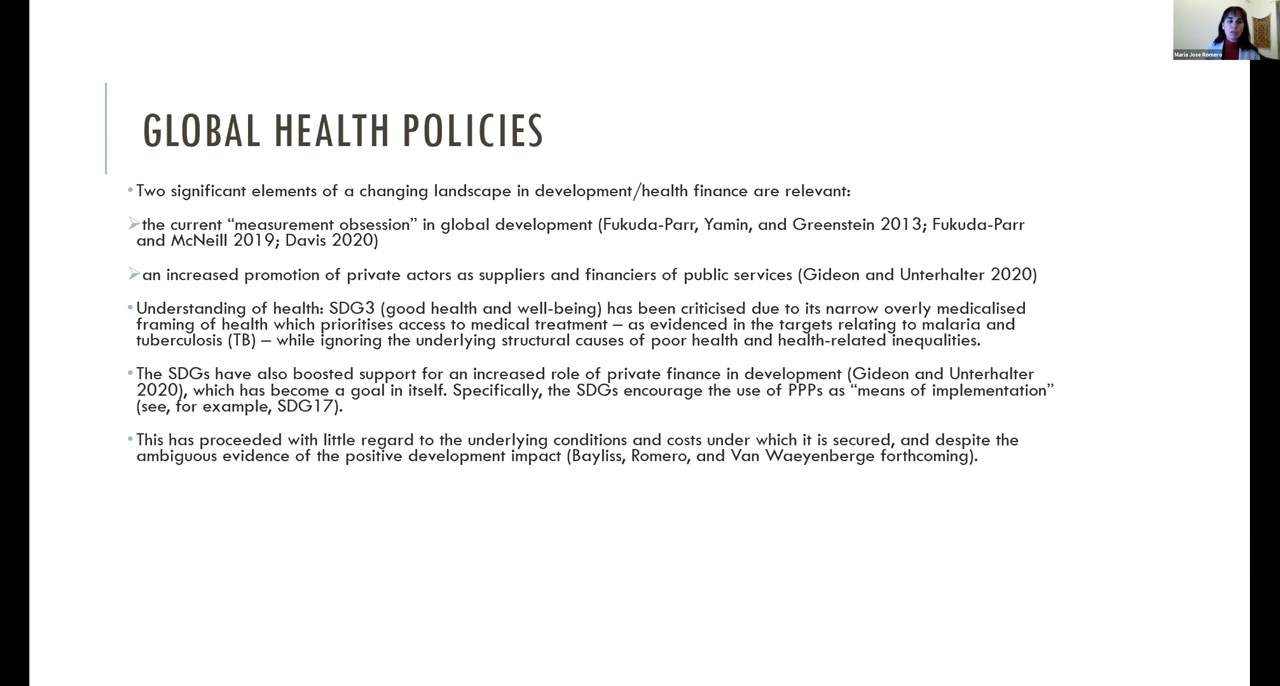 Maria Jose Romero
GLOBAL HEALTH POLICIES
•Two significant elements of a changing landscape in development/health finance are relevant:
➢the current “measurement obsession” in global development (Fukuda-Parr, Yamin, and Greenstein 2013; Fukuda-Parr
and McNeill 2019; Davis 2020)
➢an increased promotion of private actors as suppliers and financiers of public services (Gideon and Unterhalter 2020)
•Understanding of health: SDG3 (good health and well-being) has been criticised due to its narrow overly medicalised
framing of health which prioritises access to medical treatment – as evidenced in the targets relating to malaria and
tuberculosis (TB) – while ignoring the underlying structural causes of poor health and health-related inequalities.
•The SDGs have also boosted support for an increased role of private finance in development (Gideon and Unterhalter
2020), which has become a goal in itself. Specifically, the SDGs encourage the use of PPPs as “means of implementation”
(see, for example, SDG17).
•This has proceeded with little regard to the underlying conditions and costs under which it is secured, and despite the
ambiguous evidence of the positive development impact (Bayliss, Romero, and Van Waeyenberge forthcoming).